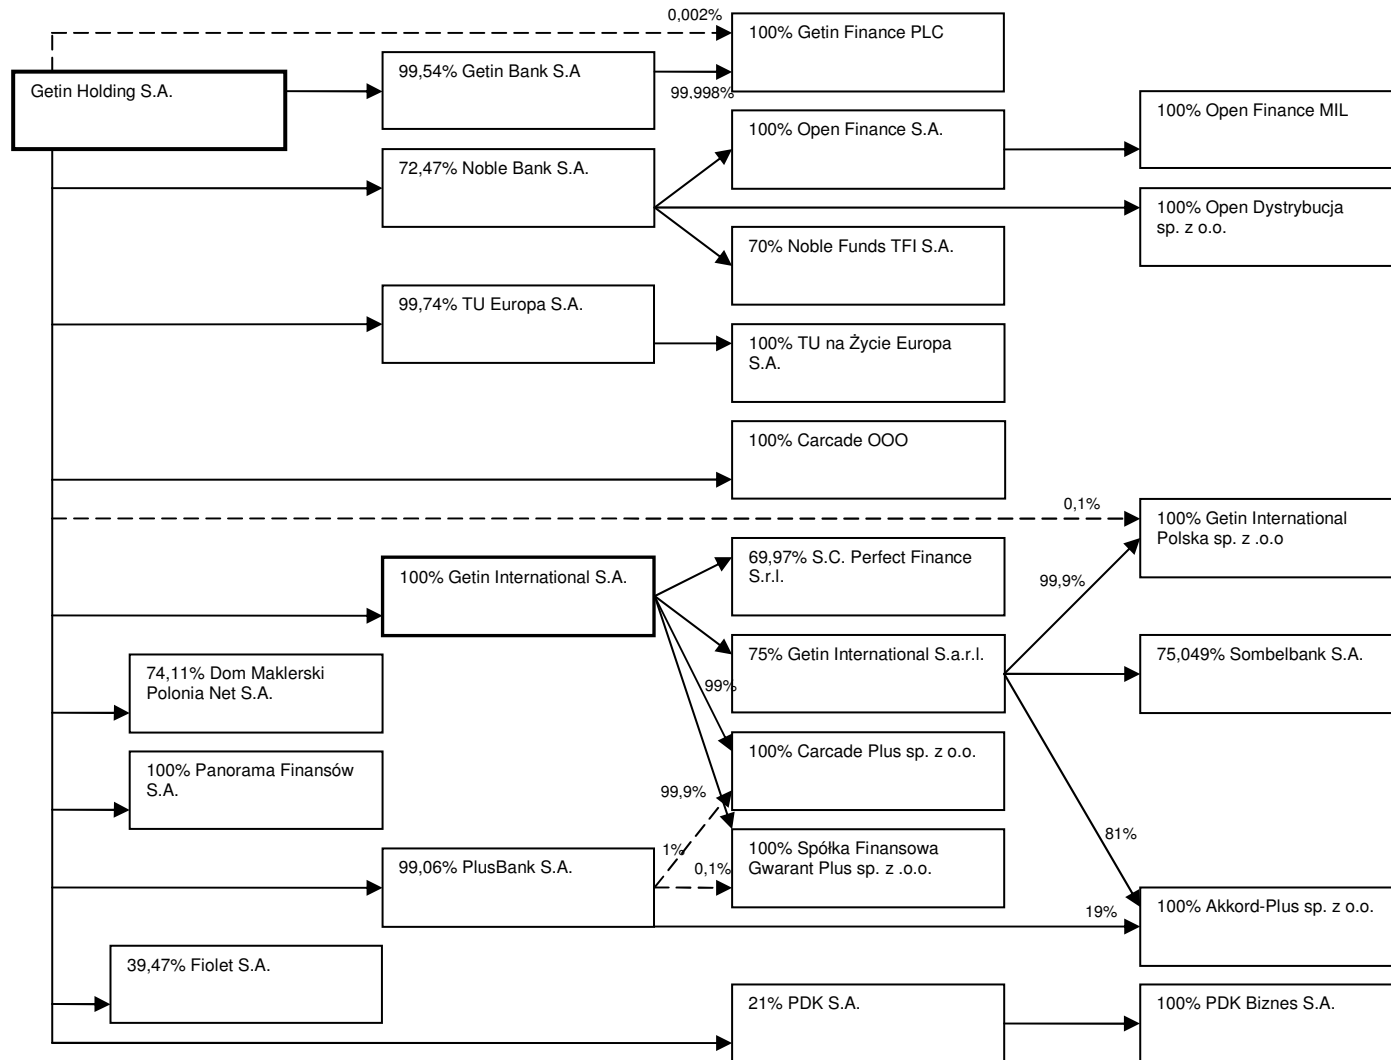 0,002%
100% Getin Finance PLC
99,54% Getin Bank S.A
Getin Holding S.A.
99,998%
100% Open Finance MIL
100% Open Finance S.A.
72,47% Noble Bank S.A.
100% Open Dystrybucja
sp. z o.o.
70% Noble Funds TFI S.A.
99,74% TU Europa S.A.
100% TU na Życie Europa
S.A.
100% Carcade OOO
0,1%
100% Getin International
Polska sp. z .o.o
69,97% S.C. Perfect Finance
S.r.l.
100% Getin International S.A.
99,9%
75% Getin International S.a.r.l.
75,049% Sombelbank S.A.
74,11% Dom Maklerski
Polonia Net S.A.
99%
100% Carcade Plus sp. z o.o.
100% Panorama Finansów
S.A.
99,9%
81%
100% Spółka Finansowa
Gwarant Plus sp. z .o.o.
1%
99,06% PlusBank S.A.
0,1%
19%
100% Akkord-Plus sp. z o.o.
39,47% Fiolet S.A.
21% PDK S.A.
100% PDK Biznes S.A.